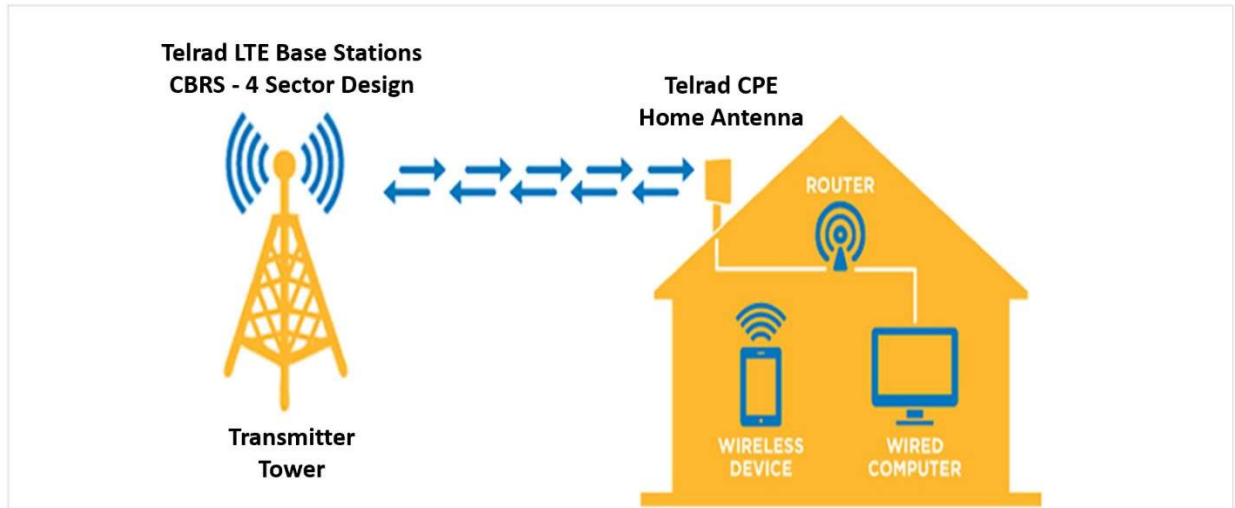 Telrad LTE Base Stations
CBRS - 4 Sector Design
Telrad CPE
Home Antenna
ROUTER
WIRELESS
DEVICE
WIRED
COMPUTER
Transmitter
Tower